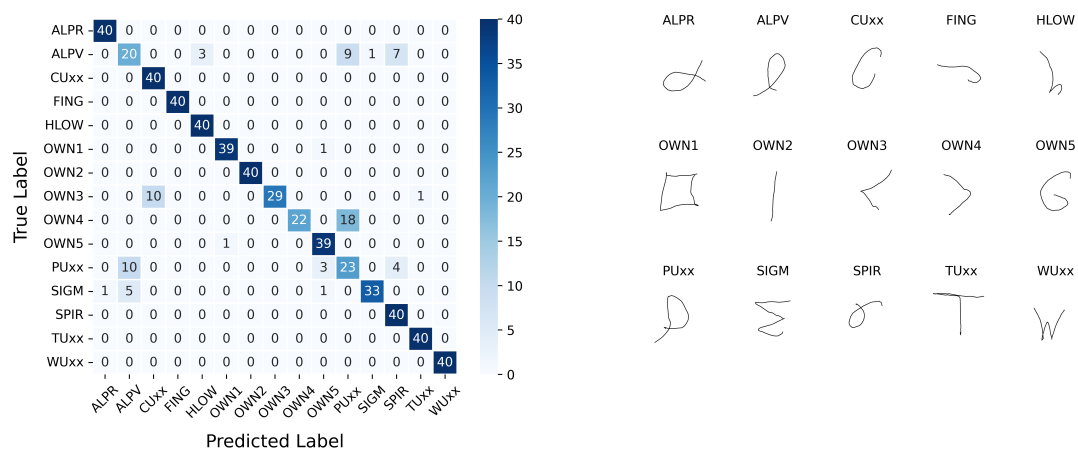 ALPR 40 0 0 0 0 0 0 0 0 0 0 0 0 0 0
ALPV 0 20 0 0 3 0 0 0 0 0 9 1 7 0 0
CUxx 0 0 40 0 0 0 0 0 0 0 0 0 0 0 0
FING 0 0 0 40 0 0 0 0 0 0 0 0 0 0 0
HLOW 0 0 0 0 40 0 0 0 0 0 0 0 0 0 0
OWN1 0 0 0 0 0 39 0 0 0 1 0 0 0 0 0
OWN2 0 0 0 0 0 0 40 0 0 0 0 0 0 0 0
OWN3 0 0 10 0 0 0 0 29 0 0 0 0 0 1 0
OWN4 0 0 0 0 0 0 0 0 22 0 18 0 0 0 0
OWN5 0 0 0 0 0 1 0 0 0 39 0 0 0 0 0
PUxx 0 10 0 0 0 0 0 0 0 3 23 0 4 0 0
SIGM 1 5 0 0 0 0 0 0 0 1 0 33 0 0 0
SPIR 0 0 0 0 0 0 0 0 0 0 0 0 40 0 0
TUxx 0 0 0 0 0 0 0 0 0 0 0 0 0 40 0
WUxx 0 0 0 0 0 0 0 0 0 0 0 0 0 0 40
ALPR ALPV CUxx FING HLOW OWN1 OWN2 OWN3 OWN4 OWN5 PUxx SIGM SPIR TUxx WUxx
Predicted Label
True Label
40
35
30
25
20
15
10
5
0
ALPR ALPV CUxx FING HLOW
OWN1 OWN2 OWN3 OWN4 OWN5
PUxx SIGM SPIR TUxx WUxx